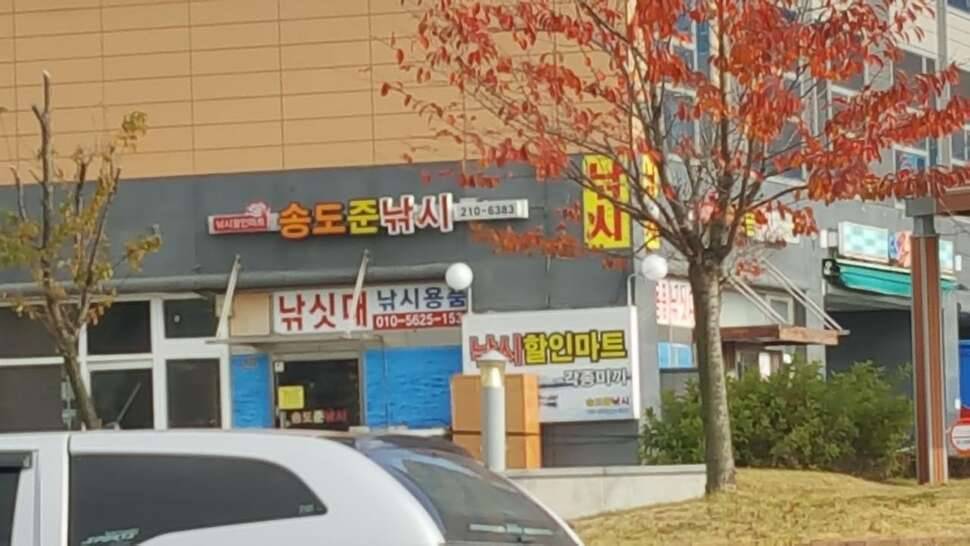 낚시할인마트
송도준낚시
210-6383
낚시
낚싯대
낚시용품
010-5625-153
낚시할인마트
각종미끼
송도준낚시
송도준낚시
SPORTS